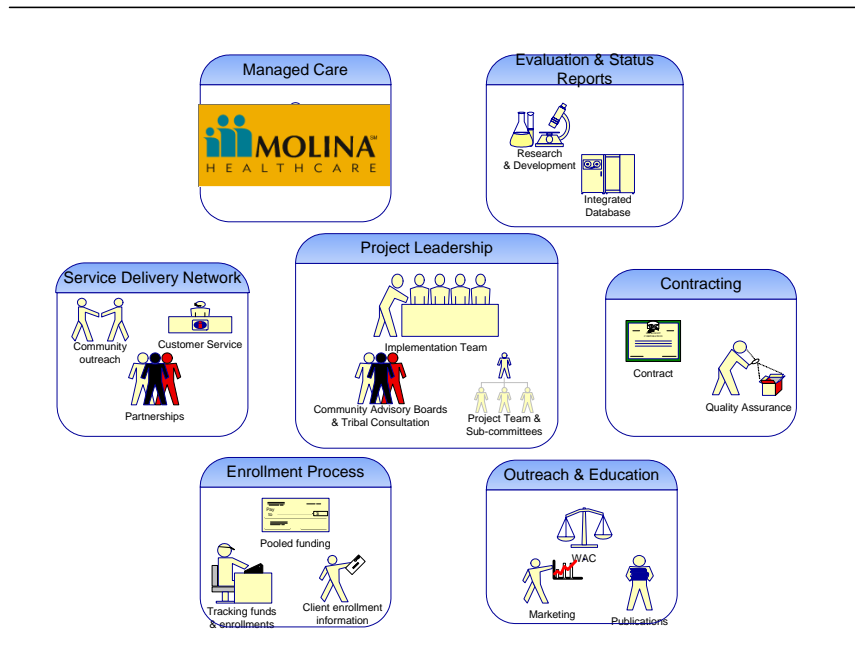 Managed Care
MOLINA SM
HEALTHCARE
Evaluation & Status
Reports
Research
& Development
Integrated
Database
Project Leadership
Implementation Team
Community Advisory Boards
& Tribal Consultation
Project Team &
Sub-committees
Service Delivery Network
Community
outreach
Customer Service
Partnerships
Contracting
Contract
Quality Assurance
Enrollment Process
Pay
to
Pooled funding
Tracking funds
& enrollments
Client enrollment
information
Outreach & Education
WAC
Marketing
Publications